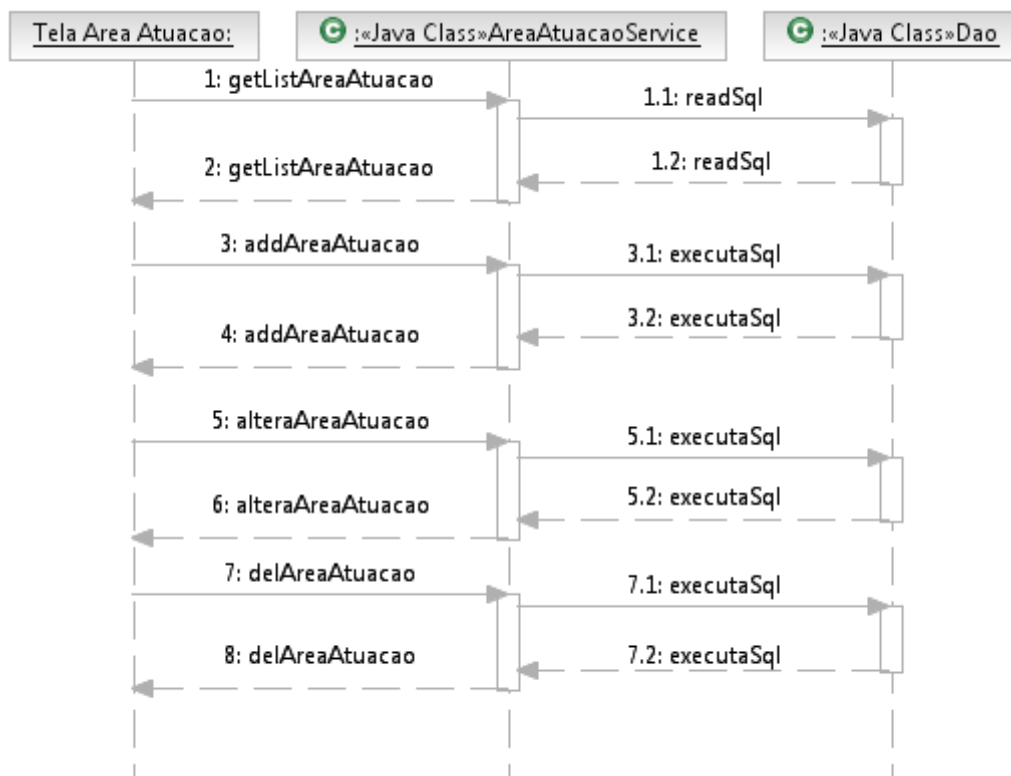 Tela Area Atuacao:
C :«Java Class»AreaAtuacaoService
C :«Java Class»Dao
1: getListAreaAtuacao
1.1: readSql
1.2: readSql
2: getListAreaAtuacao
3: addAreaAtuacao
3.1: executaSql
3.2: executaSql
4: addAreaAtuacao
5: alteraAreaAtuacao
5.1: executaSql
5.2: executaSql
6: alteraAreaAtuacao
7: delAreaAtuacao
7.1: executaSql
7.2: executaSql
8: delAreaAtuacao